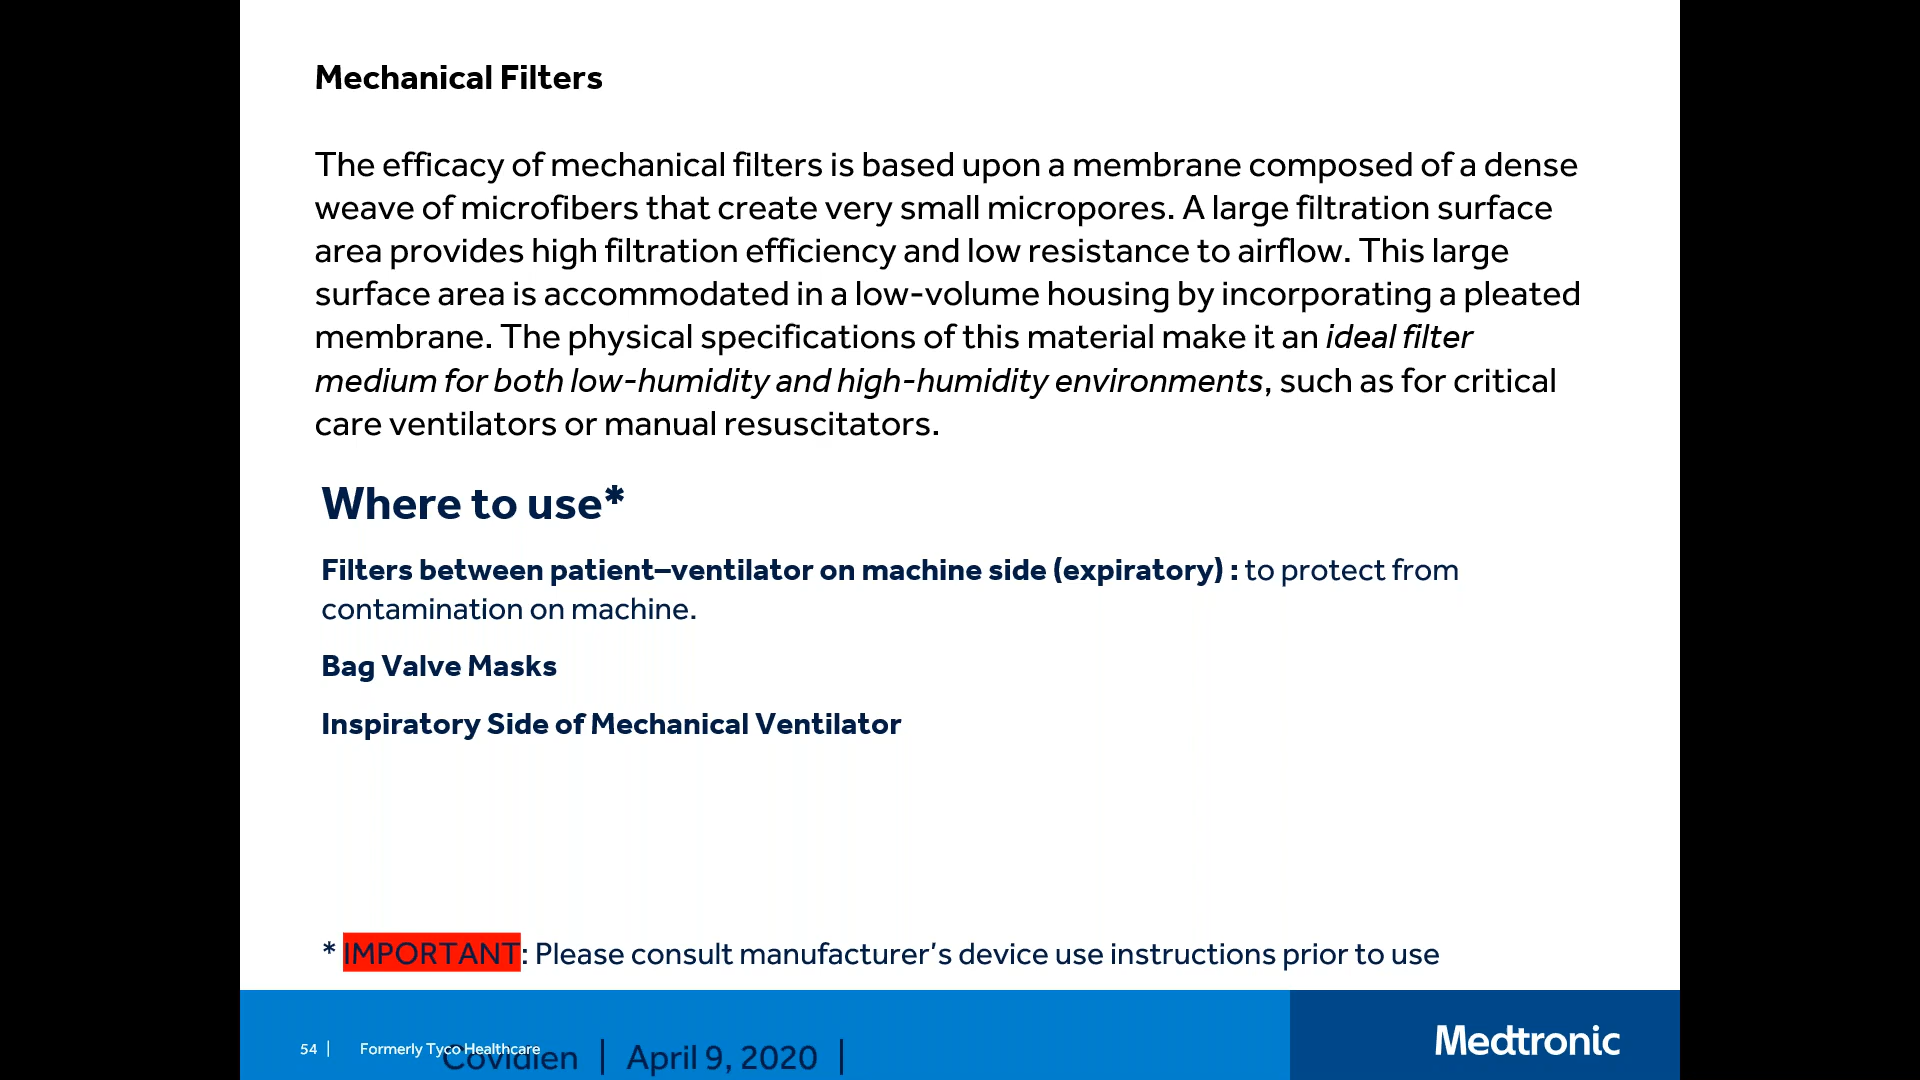 Mechanical Filters
The efficacy of mechanical filters is based upon a membrane composed of a dense
weave of microfibers that create very small micropores. A large filtration surface
area provides high filtration efficiency and low resistance to airflow. This large
surface area is accommodated in a low-volume housing by incorporating a pleated
membrane. The physical specifications of this material make it an ideal filter
medium for both low-humidity and high-humidity environments, such as for critical
care ventilators or manual resuscitators.
Where to use*
Filters between patient–ventilator on machine side (expiratory) : to protect from
contamination on machine.
Bag Valve Masks
Inspiratory Side of Mechanical Ventilator
* IMPORTANT: Please consult manufacturer’s device use instructions prior to use
54 | Formerly Tyco Healthcare
Covidien | April 9, 2020 |
Medtronic